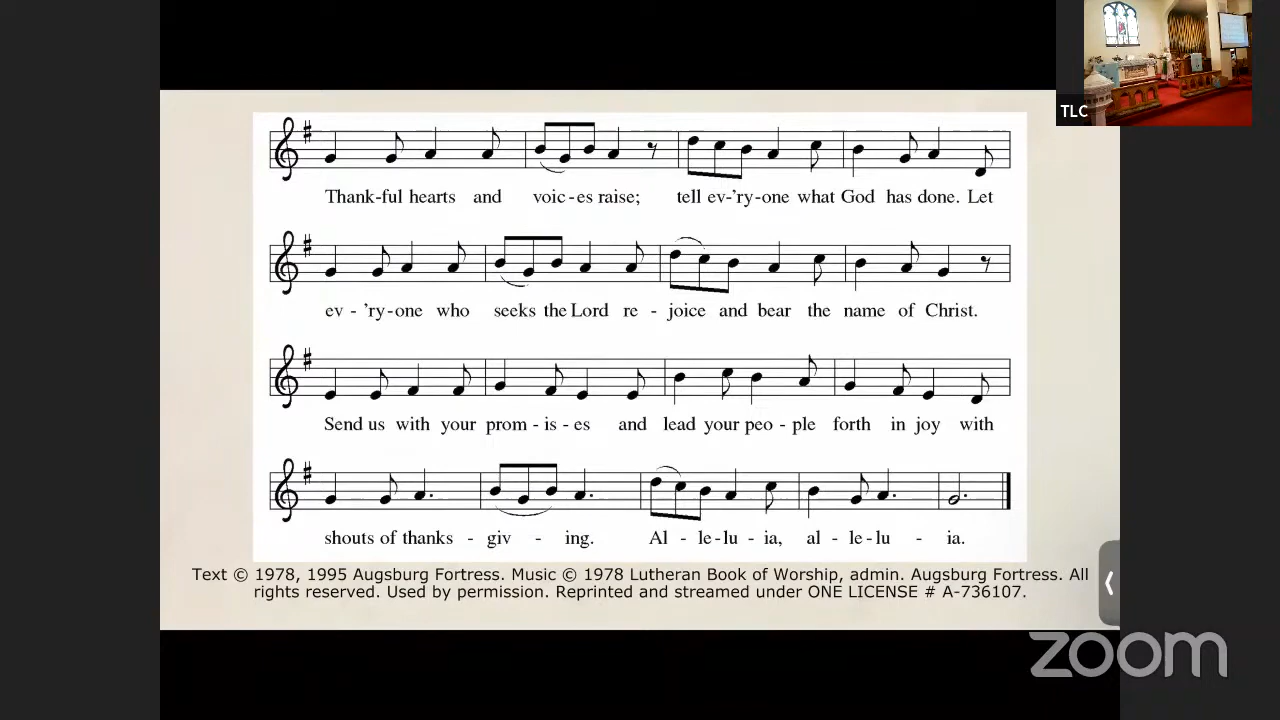 TLC
Thank-ful hearts and voic-es raise; tell ev-'ry-one what God has done. Let
ev-'ry-one who seeks the Lord re-joice and bear the name of Christ.
Send us with your prom-is-es and lead your peo-ple forth in joy with
shouts of thanks-giv-ing. Al-le-lu-ia, al-le-lu-ia.
Text © 1978, 1995 Augsburg Fortress. Music © 1978 Lutheran Book of Worship, admin. Augsburg Fortress. All
rights reserved. Used by permission. Reprinted and streamed under ONE LICENSE # A-736107.
zoom